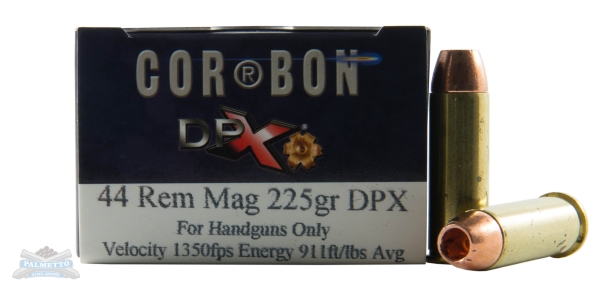 COR®BON
DPX
44 Rem Mag 225gr DPX
For Handguns Only
Velocity 1350fps Energy 911ft/lbs Avg
PALMETTO